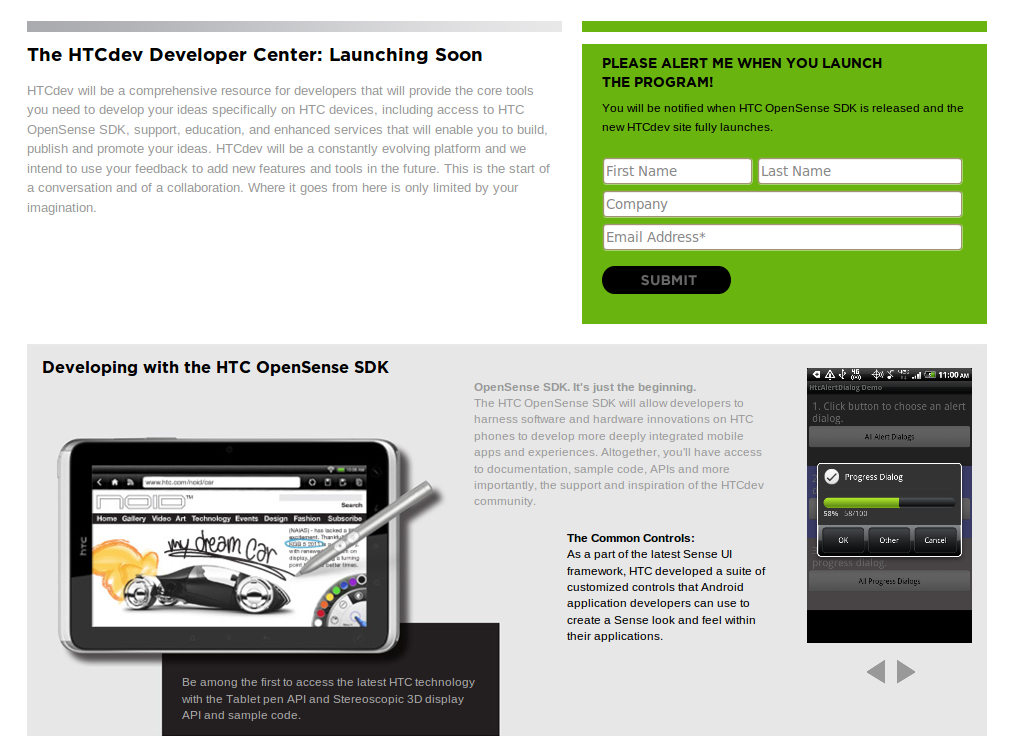 The HTCdev Developer Center: Launching Soon
HTCdev will be a comprehensive resource for developers that will provide the core tools
you need to develop your ideas specifically on HTC devices, including access to HTC
OpenSense SDK, support, education, and enhanced services that will enable you to build,
publish and promote your ideas. HTCdev will be a constantly evolving platform and we
intend to use your feedback to add new features and tools in the future. This is the start of
a conversation and of a collaboration. Where it goes from here is only limited by your
imagination.
PLEASE ALERT ME WHEN YOU LAUNCH
THE PROGRAM!
You will be notified when HTC OpenSense SDK is released and the
new HTCdev site fully launches.
First Name
Last Name
Company
Email Address*
SUBMIT
Developing with the HTC OpenSense SDK
www.htc.com/noid/car
NOID™
Search
Home Gallery Video Art Technology Events Design Fashion Subscribe
(NAIAS) - has lacked a
excitement. Thankful
my dream car
htc
Be among the first to access the latest HTC technology
with the Tablet pen API and Stereoscopic 3D display
API and sample code.
OpenSense SDK. It's just the beginning.
The HTC OpenSense SDK will allow developers to
harness software and hardware innovations on HTC
phones to develop more deeply integrated mobile
apps and experiences. Altogether, you'll have access
to documentation, sample code, APIs and more
importantly, the support and inspiration of the HTCdev
community.
The Common Controls:
As a part of the latest Sense UI
framework, HTC developed a suite of
customized controls that Android
application developers can use to
create a Sense look and feel within
their applications.
11:00 AM
HtcAlertDialog Demo
1. Click button to choose an alert
dialog.
All Alert Dialogs
Progress Dialog
58% 58/100
OK Other Cancel
progress dialog.
All Progress Dialogs